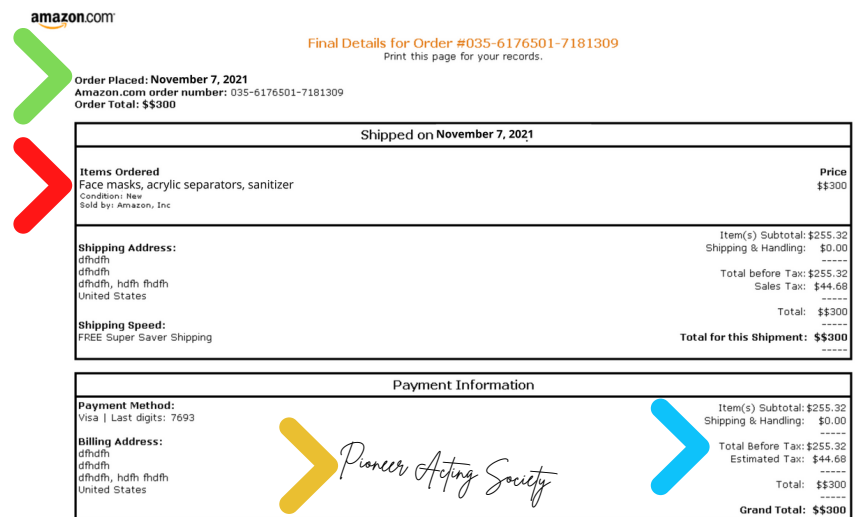 amazon.com
Final Details for Order #035-6176501-7181309
Print this page for your records.
Order Placed: November 7, 2021
Amazon.com order number: 035-6176501-7181309
Order Total: $$300
Shipped on November 7, 2021
Items Ordered Price
Face masks, acrylic separators, sanitizer $$300
Condition: New
Sold by: Amazon, Inc
Item(s) Subtotal: $255.32
Shipping & Handling: $0.00
-----
Total before Tax: $255.32
Sales Tax: $44.68
-----
Total: $$300
-----
Total for this Shipment: $$300
-----
Shipping Address:
dfhdfh
dfhdfh
dfhdfh, hdfh fhdfh
United States
Shipping Speed:
FREE Super Saver Shipping
Payment Information
Payment Method:
Visa | Last digits: 7693
Billing Address:
dfhdfh
dfhdfh
dfhdfh, hdfh fhdfh
United States
Pioneer Acting Society
Item(s) Subtotal: $255.32
Shipping & Handling: $0.00
-----
Total Before Tax: $255.32
Estimated Tax: $44.68
-----
Total: $$300
-----
Grand Total: $$300